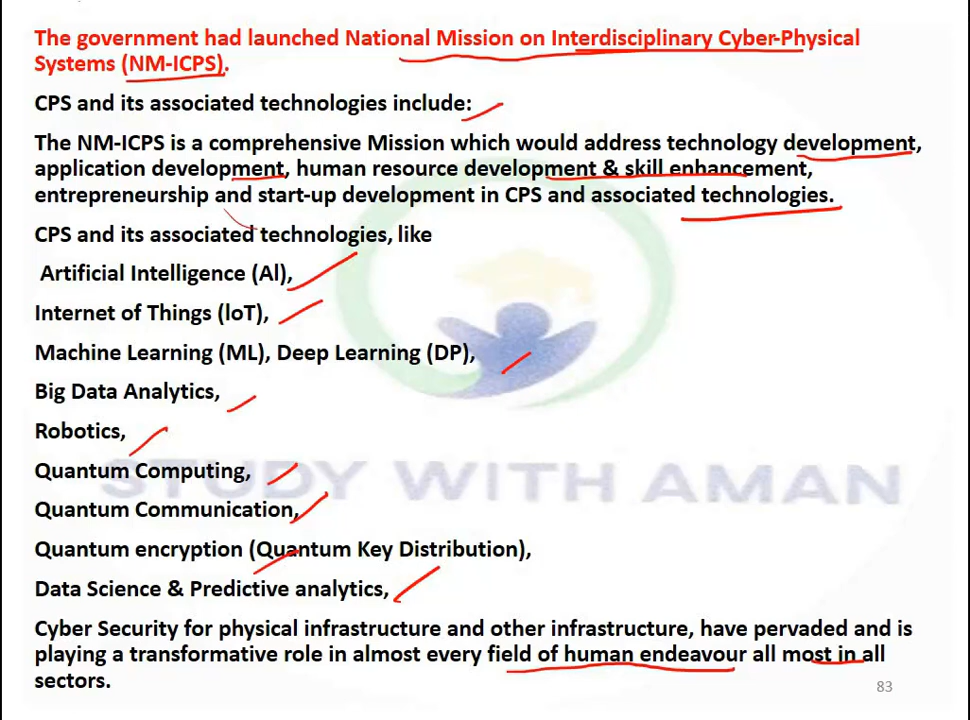 The government had launched National Mission on Interdisciplinary Cyber-Physical
Systems (NM-ICPS).
CPS and its associated technologies include:
The NM-ICPS is a comprehensive Mission which would address technology development,
application development, human resource development & skill enhancement,
entrepreneurship and start-up development in CPS and associated technologies.
CPS and its associated technologies, like
Artificial Intelligence (Al),
Internet of Things (loT),
Machine Learning (ML), Deep Learning (DP),
Big Data Analytics,
Robotics,
Quantum Computing,
STUDY WITH AMAN
Quantum Communication,
Quantum encryption (Quantum Key Distribution),
Data Science & Predictive analytics,
Cyber Security for physical infrastructure and other infrastructure, have pervaded and is
playing a transformative role in almost every field of human endeavour all most in all
sectors.
83